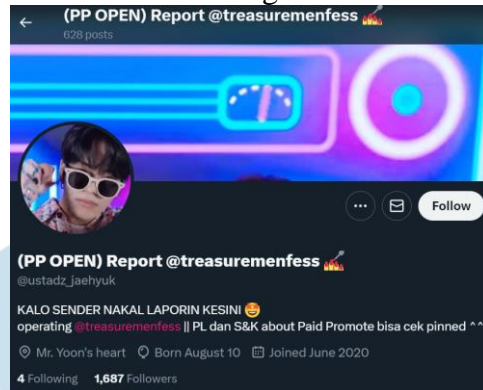 (PP OPEN) Report @treasuremenfess
628 posts
Follow
(PP OPEN) Report @treasuremenfess
@ustadz_jaehyuk
KALO SENDER NAKAL LAPORIN KESINI 🤩
operating @treasuremenfess || PL dan S&K about Paid Promote bisa cek pinned ^^
Mr. Yoon's heart Born August 10 Joined June 2020
4 Following 1,687 Followers